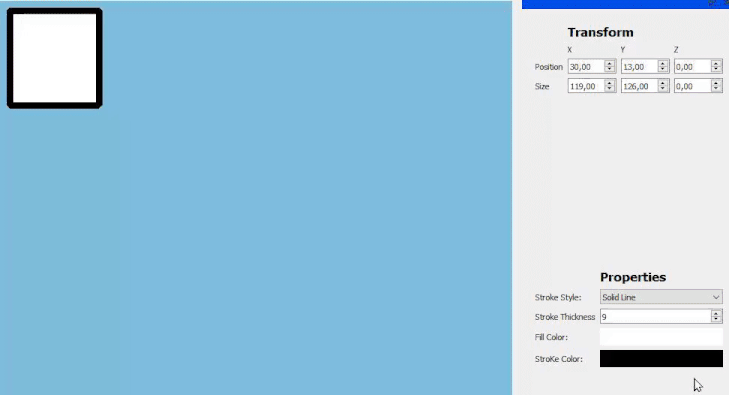 Transform
X Y Z
Position 30,00 13,00 0,00
Size 119,00 126,00 0,00
Properties
Stroke Style: Solid Line
Stroke Thickness 9
Fill Color:
StroKe Color: